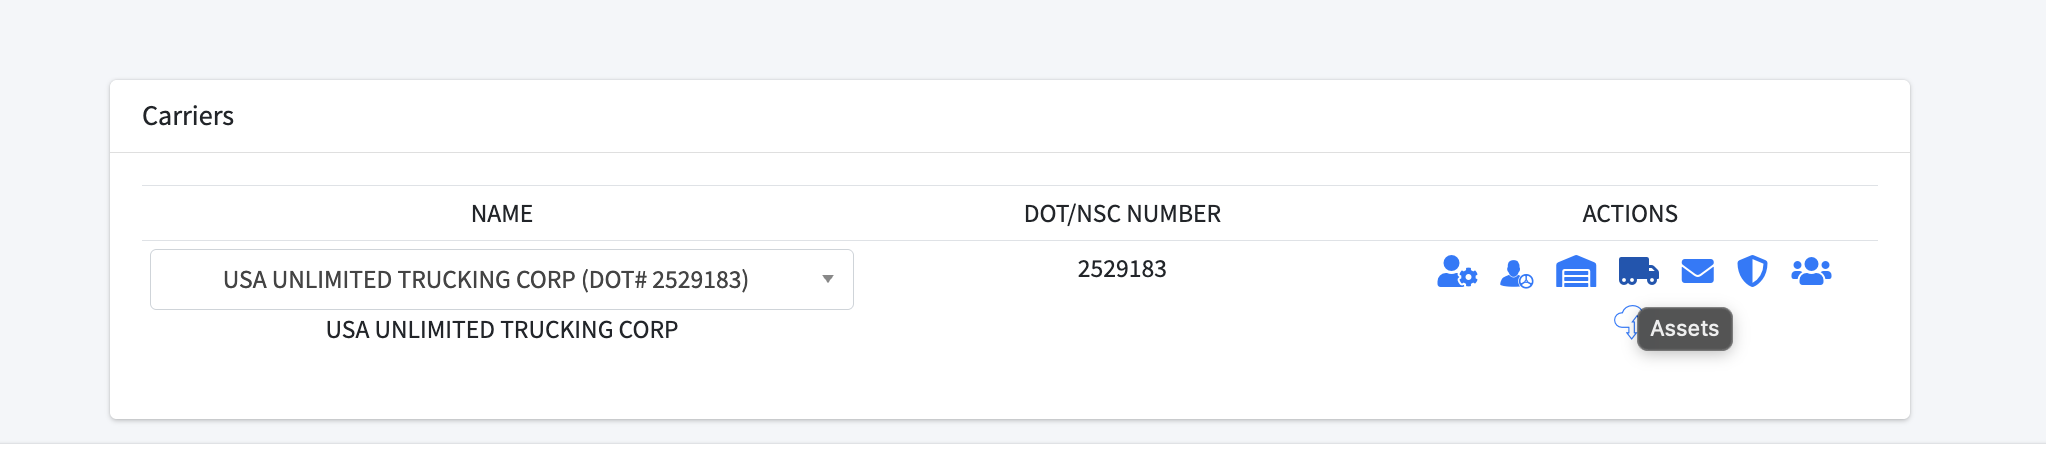 Carriers
NAME
DOT/NSC NUMBER
ACTIONS
USA UNLIMITED TRUCKING CORP (DOT# 2529183)
2529183
USA UNLIMITED TRUCKING CORP
Assets